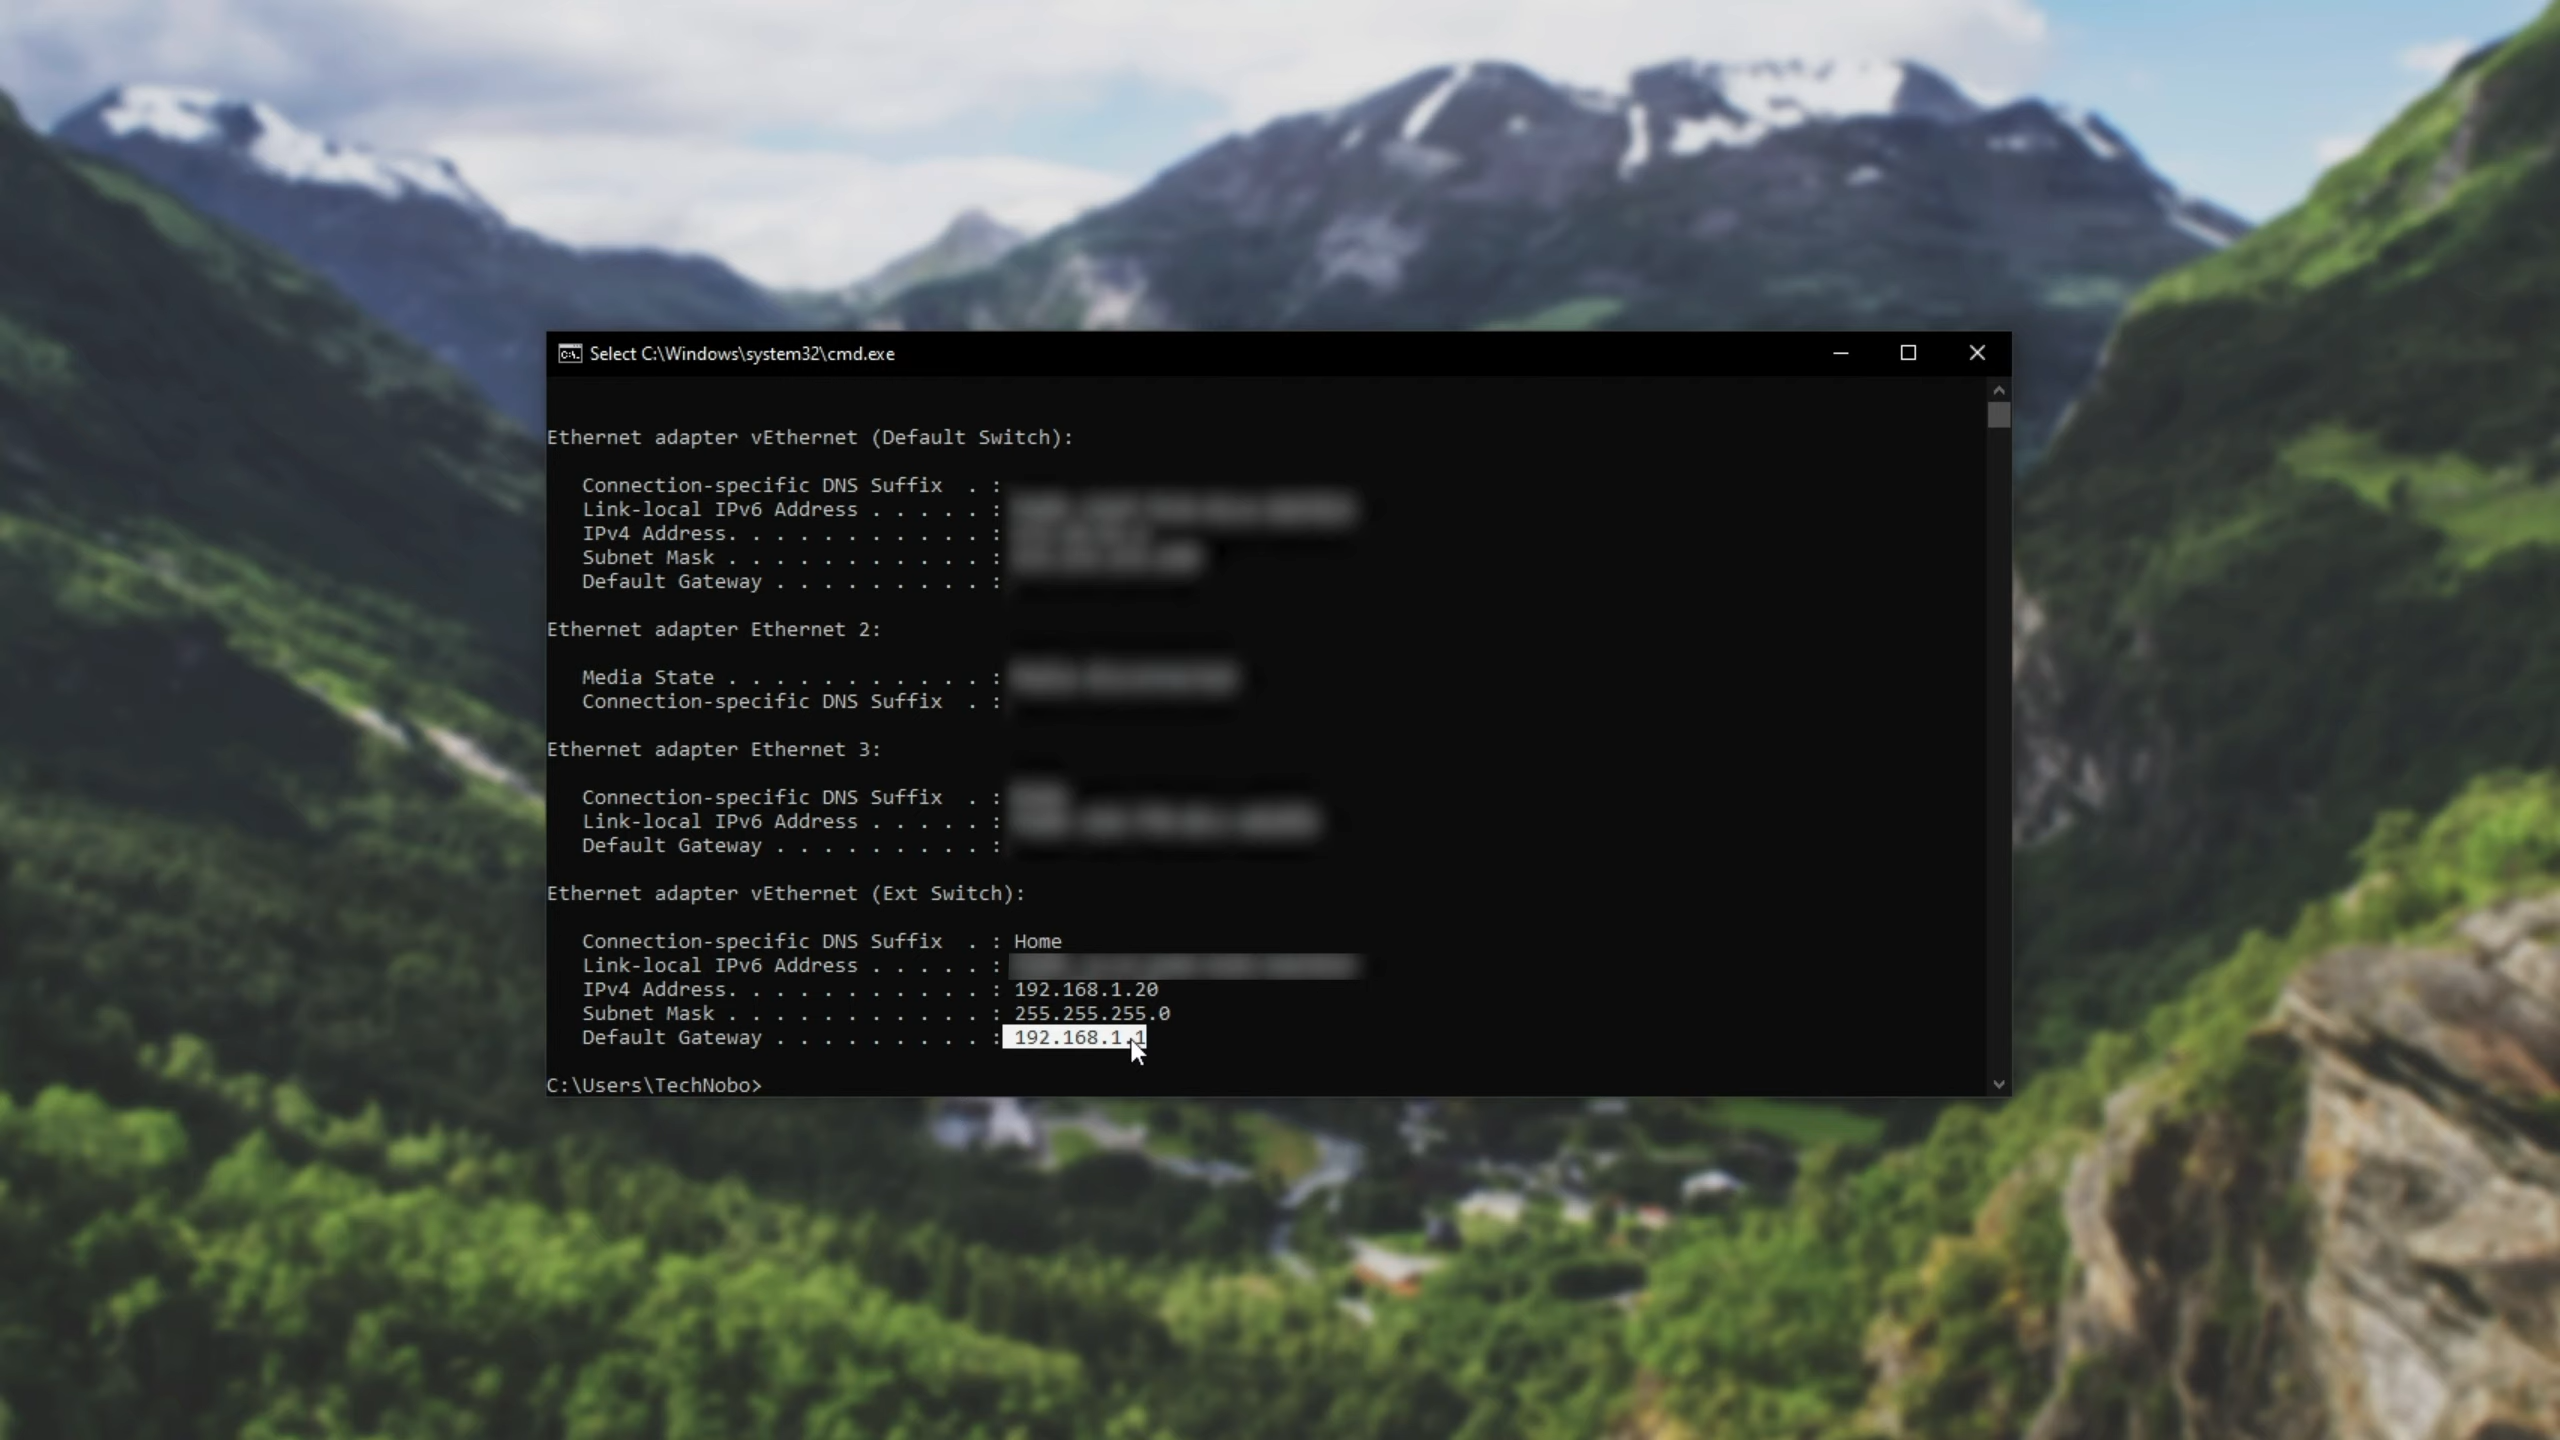 Select C:\Windows\system32\cmd.exe
Ethernet adapter vEthernet (Default Switch):
Connection-specific DNS Suffix  . :
Link-local IPv6 Address . . . . . :
IPv4 Address. . . . . . . . . . . :
Subnet Mask . . . . . . . . . . . :
Default Gateway . . . . . . . . . :
Ethernet adapter Ethernet 2:
Media State . . . . . . . . . . . :
Connection-specific DNS Suffix  . :
Ethernet adapter Ethernet 3:
Connection-specific DNS Suffix  . :
Link-local IPv6 Address . . . . . :
Default Gateway . . . . . . . . . :
Ethernet adapter vEthernet (Ext Switch):
Connection-specific DNS Suffix  . : Home
Link-local IPv6 Address . . . . . :
IPv4 Address. . . . . . . . . . . : 192.168.1.20
Subnet Mask . . . . . . . . . . . : 255.255.255.0
Default Gateway . . . . . . . . . : 192.168.1.1
C:\Users\TechNobo>